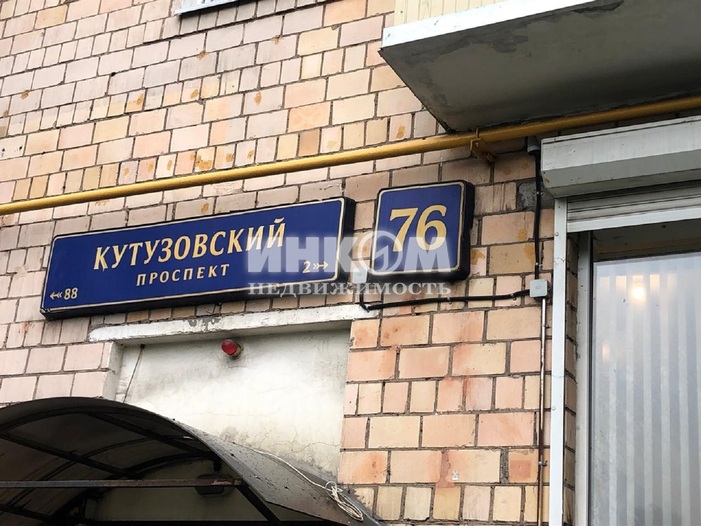 КУТУЗОВСКИЙ
ПРОСПЕКТ
←88
2→
76
ИНКОМ
НЕДВИЖИМОСТЬ